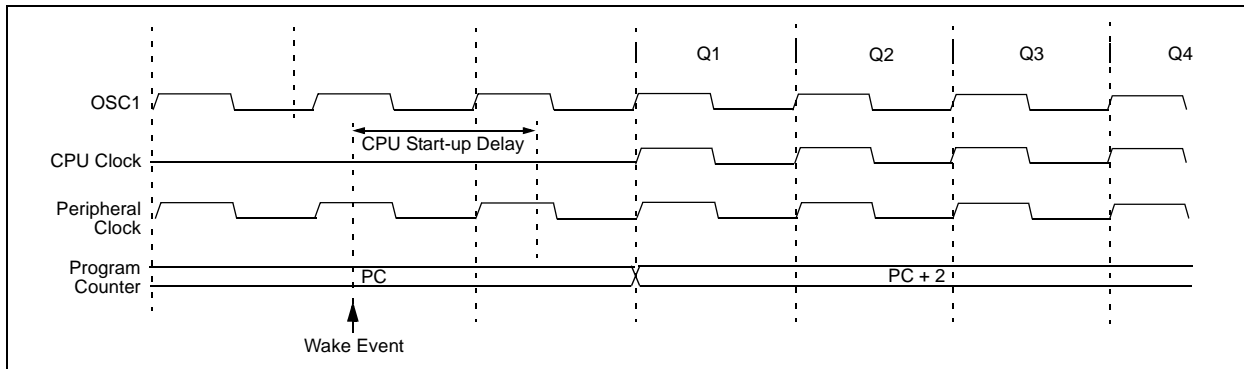 Q1 Q2 Q3 Q4
OSC1
CPU Start-up Delay
CPU Clock
Peripheral
Clock
Program
Counter
PC
PC + 2
Wake Event